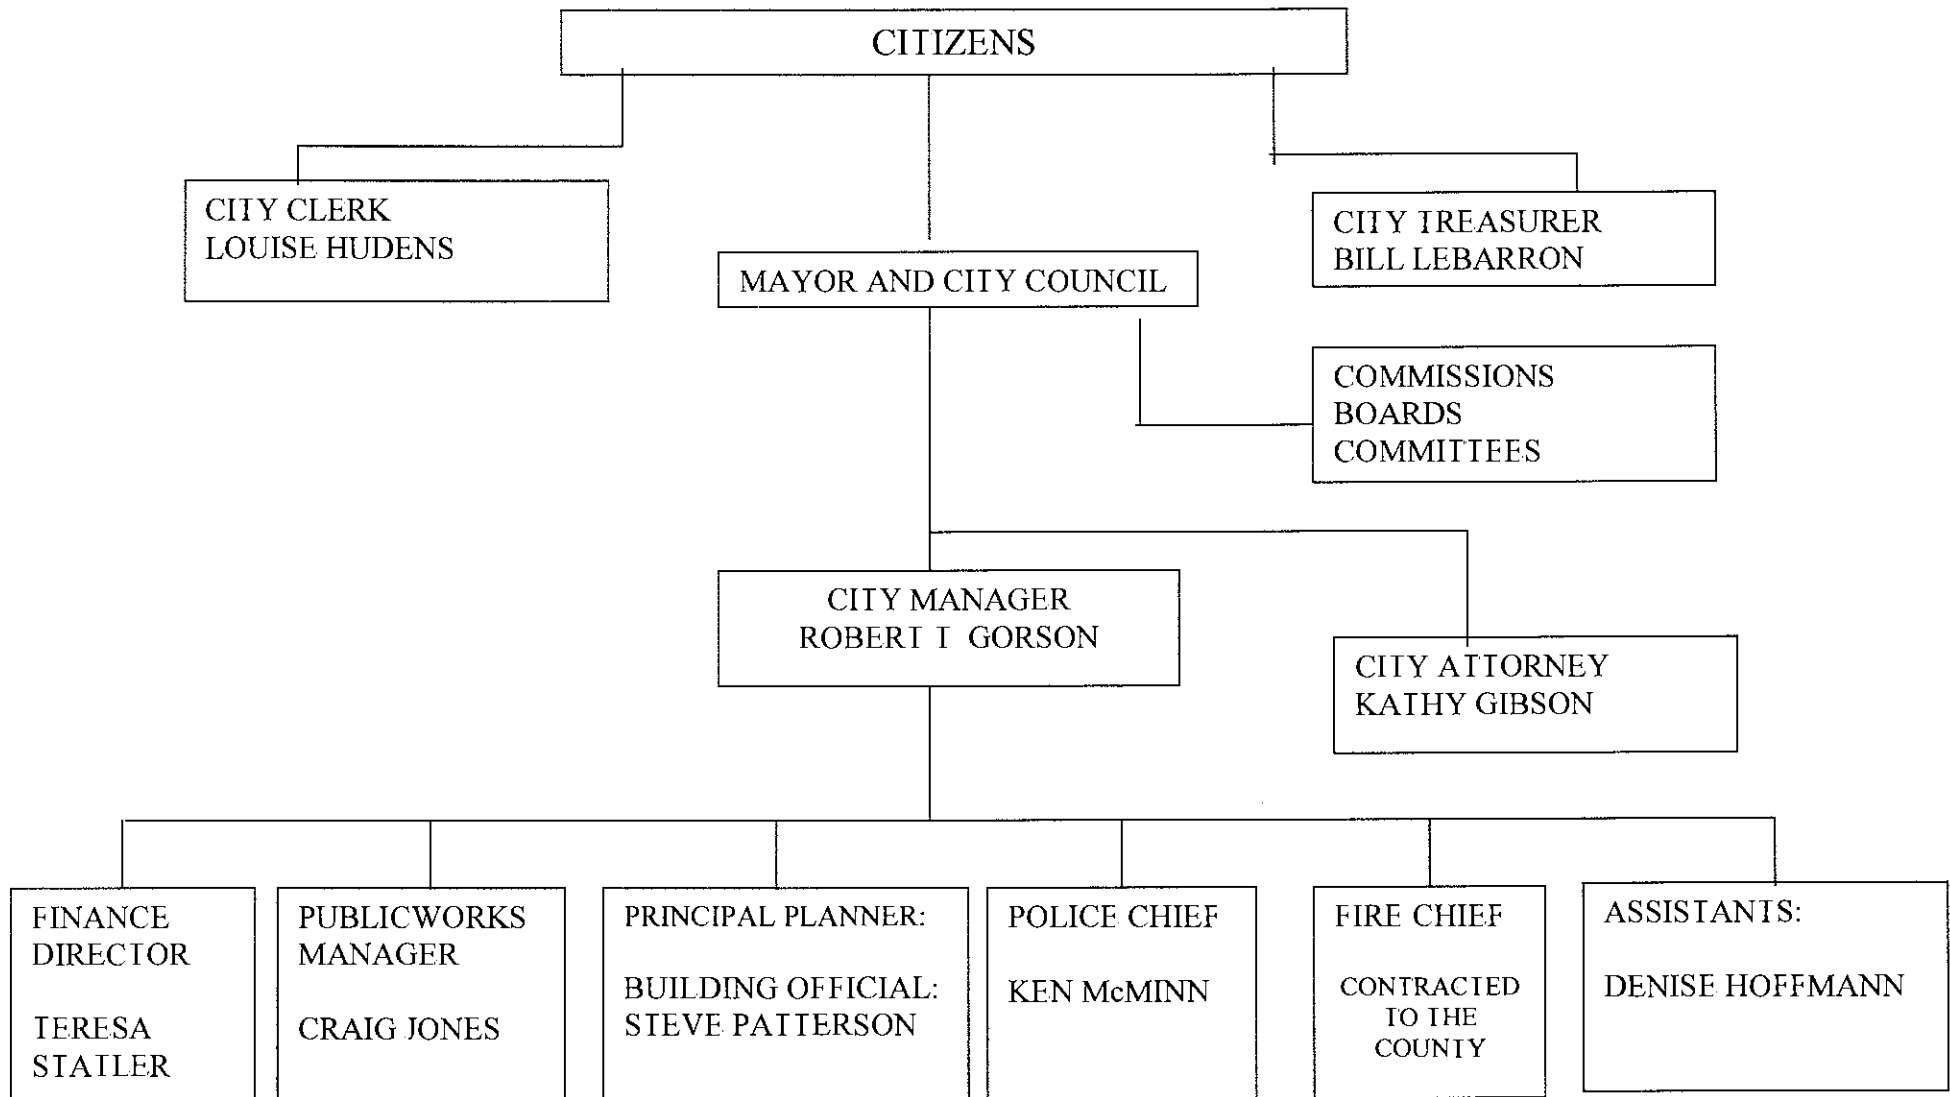 CITIZENS
CITY CLERK
LOUISE HUDENS
CITY TREASURER
BILL LEBARRON
MAYOR AND CITY COUNCIL
COMMISSIONS
BOARDS
COMMITTEES
CITY MANAGER
ROBERT T GORSON
CITY ATTORNEY
KATHY GIBSON
FINANCE
DIRECTOR
TERESA
STATLER
PUBLICWORKS
MANAGER
CRAIG JONES
PRINCIPAL PLANNER:
BUILDING OFFICIAL:
STEVE PATTERSON
POLICE CHIEF
KEN McMINN
FIRE CHIEF
CONTRACTED
TO THE
COUNTY
ASSISTANTS:
DENISE HOFFMANN